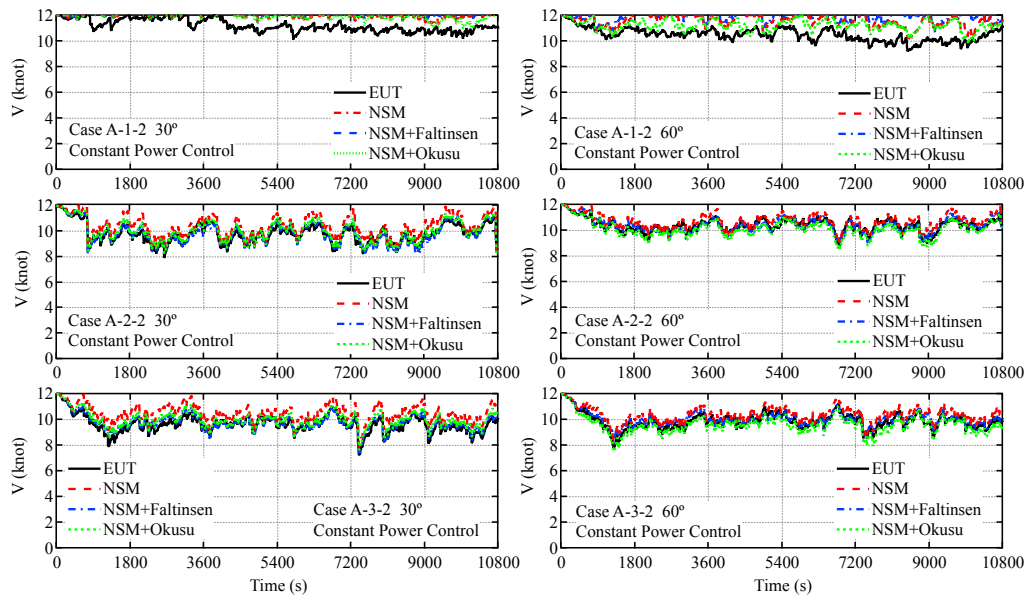 12
10
8
6
4
2
0
V (knot)
EUT
NSM
NSM+Faltinsen
NSM+Okusu
Case A-1-2 30º
Constant Power Control
0 1800 3600 5400 7200 9000 10800
12
10
8
6
4
2
0
V (knot)
EUT
NSM
NSM+Faltinsen
NSM+Okusu
Case A-1-2 60º
Constant Power Control
0 1800 3600 5400 7200 9000 10800
12
10
8
6
4
2
0
V (knot)
EUT
NSM
NSM+Faltinsen
NSM+Okusu
Case A-2-2 30º
Constant Power Control
0 1800 3600 5400 7200 9000 10800
12
10
8
6
4
2
0
V (knot)
EUT
NSM
NSM+Faltinsen
NSM+Okusu
Case A-2-2 60º
Constant Power Control
0 1800 3600 5400 7200 9000 10800
12
10
8
6
4
2
0
V (knot)
EUT
NSM
NSM+Faltinsen
NSM+Okusu
Case A-3-2 30º
Constant Power Control
0 1800 3600 5400 7200 9000 10800
Time (s)
12
10
8
6
4
2
0
V (knot)
EUT
NSM
NSM+Faltinsen
NSM+Okusu
Case A-3-2 60º
Constant Power Control
0 1800 3600 5400 7200 9000 10800
Time (s)